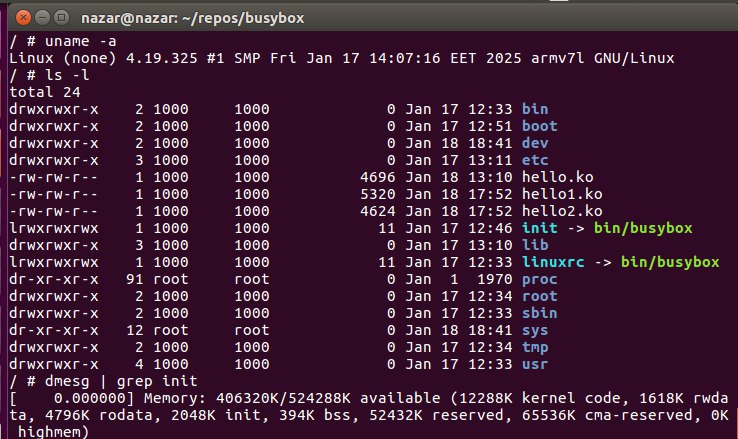 nazar@nazar: ~/repos/busybox
/ # uname -a
Linux (none) 4.19.325 #1 SMP Fri Jan 17 14:07:16 EET 2025 armv7l GNU/Linux
/ # ls -l
total 24
drwxrwxr-x    2 1000     1000             0 Jan 17 12:33 bin
drwxrwxr-x    2 1000     1000             0 Jan 17 12:51 boot
drwxrwxr-x    2 1000     1000             0 Jan 18 18:41 dev
drwxrwxr-x    3 1000     1000             0 Jan 17 13:11 etc
-rw-rw-r--    1 1000     1000          4696 Jan 18 13:10 hello.ko
-rw-rw-r--    1 1000     1000          5320 Jan 18 17:52 hello1.ko
-rw-rw-r--    1 1000     1000          4624 Jan 18 17:52 hello2.ko
lrwxrwxrwx    1 1000     1000            11 Jan 17 12:46 init -> bin/busybox
drwxrwxr-x    3 1000     1000             0 Jan 17 13:10 lib
lrwxrwxrwx    1 1000     1000            11 Jan 17 12:33 linuxrc -> bin/busybox
dr-xr-xr-x   91 root     root             0 Jan  1  1970 proc
drwxrwxr-x    2 1000     1000             0 Jan 17 12:34 root
drwxrwxr-x    2 1000     1000             0 Jan 17 12:33 sbin
dr-xr-xr-x   12 root     root             0 Jan 18 18:41 sys
drwxrwxr-x    2 1000     1000             0 Jan 17 12:34 tmp
drwxrwxr-x    4 1000     1000             0 Jan 17 12:33 usr
/ # dmesg | grep init
[    0.000000] Memory: 406320K/524288K available (12288K kernel code, 1618K rwda
ta, 4796K rodata, 2048K init, 394K bss, 52432K reserved, 65536K cma-reserved, 0K
 highmem)